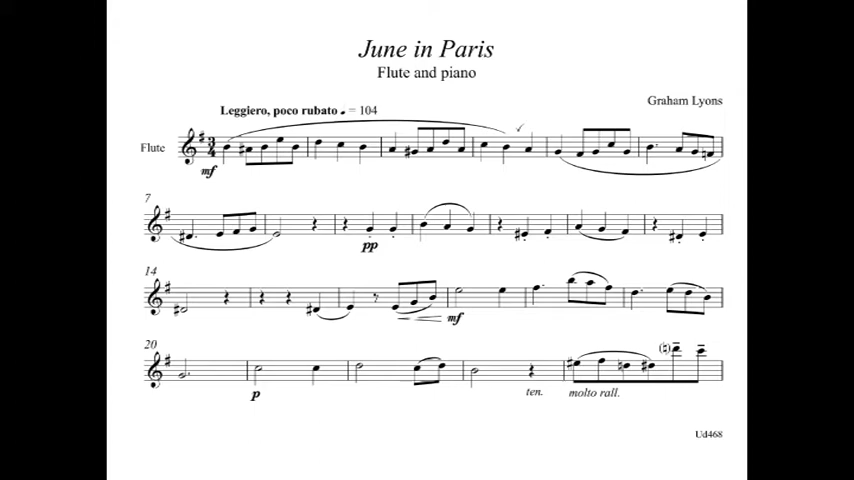 June in Paris
Flute and piano
Graham Lyons
Leggiero, poco rubato ♩ = 104
Flute
mf
7
pp
14
mf
20
p
ten.
molto rall.
Ud468